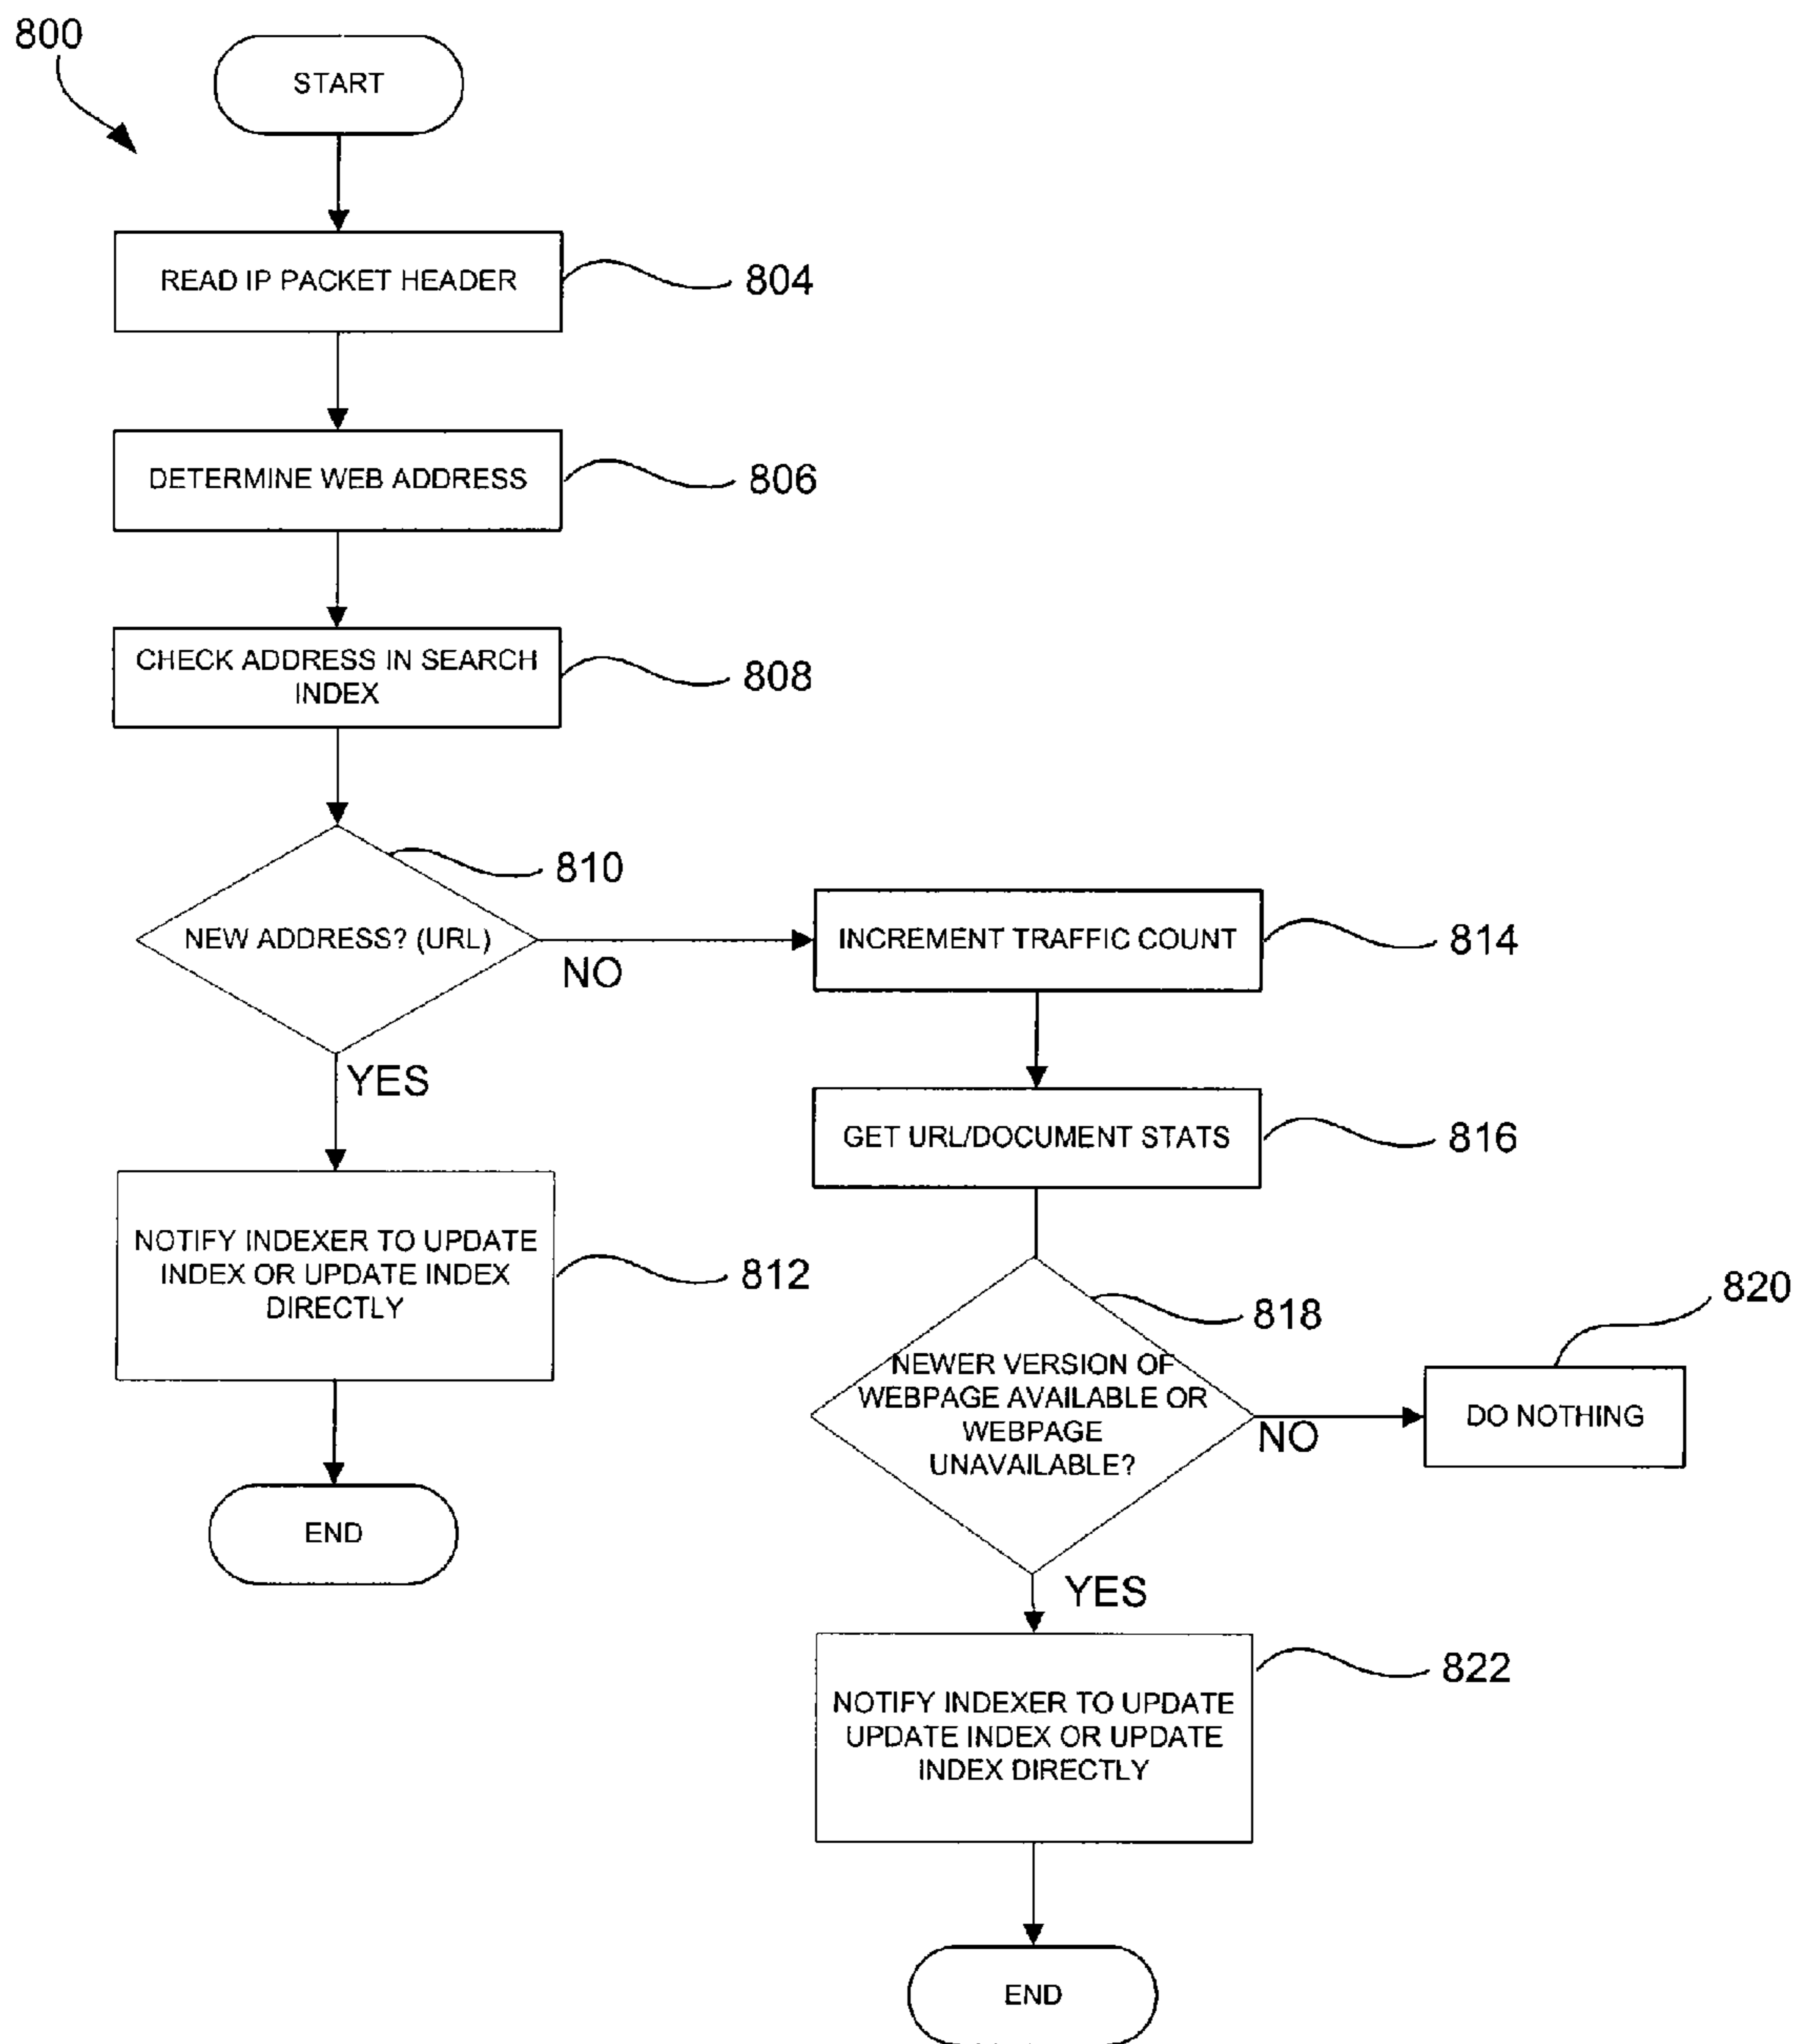 800
START
READ IP PACKET HEADER
804
DETERMINE WEB ADDRESS
806
CHECK ADDRESS IN SEARCH
INDEX
808
810
NEW ADDRESS? (URL)
NO
YES
NOTIFY INDEXER TO UPDATE
INDEX OR UPDATE INDEX
DIRECTLY
812
END
INCREMENT TRAFFIC COUNT
814
GET URL/DOCUMENT STATS
816
818
NEWER VERSION OF
WEBPAGE AVAILABLE OR
WEBPAGE
UNAVAILABLE?
NO
820
DO NOTHING
YES
NOTIFY INDEXER TO UPDATE
UPDATE INDEX OR UPDATE
INDEX DIRECTLY
822
END